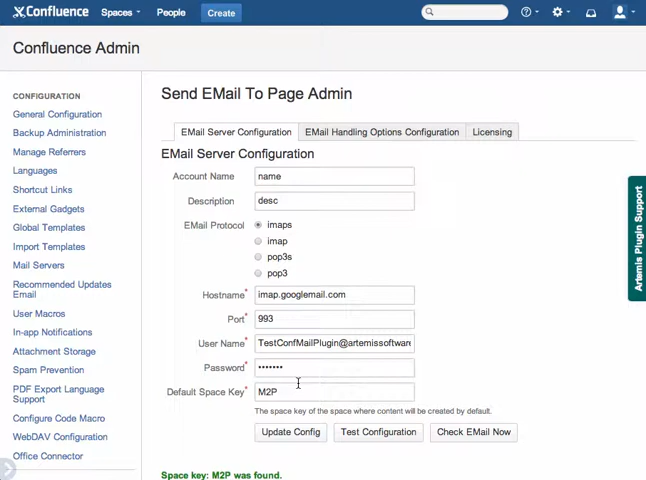 Confluence Spaces People Create
Confluence Admin
CONFIGURATION
General Configuration
Backup Administration
Manage Referrers
Languages
Shortcut Links
External Gadgets
Global Templates
Import Templates
Mail Servers
Recommended Updates
Email
User Macros
In-app Notifications
Attachment Storage
Spam Prevention
PDF Export Language
Support
Configure Code Macro
WebDAV Configuration
Office Connector
Send EMail To Page Admin
EMail Server Configuration EMail Handling Options Configuration Licensing
EMail Server Configuration
Account Name name
Description desc
EMail Protocol imaps
imap
pop3s
pop3
Hostname* imap.googlemail.com
Port* 993
User Name* TestConfMailPlugin@artemissoftware
Password* •••••••
Default Space Key* M2P
The space key of the space where content will be created by default.
Update Config Test Configuration Check EMail Now
Space key: M2P was found.
Artemis Plugin Support